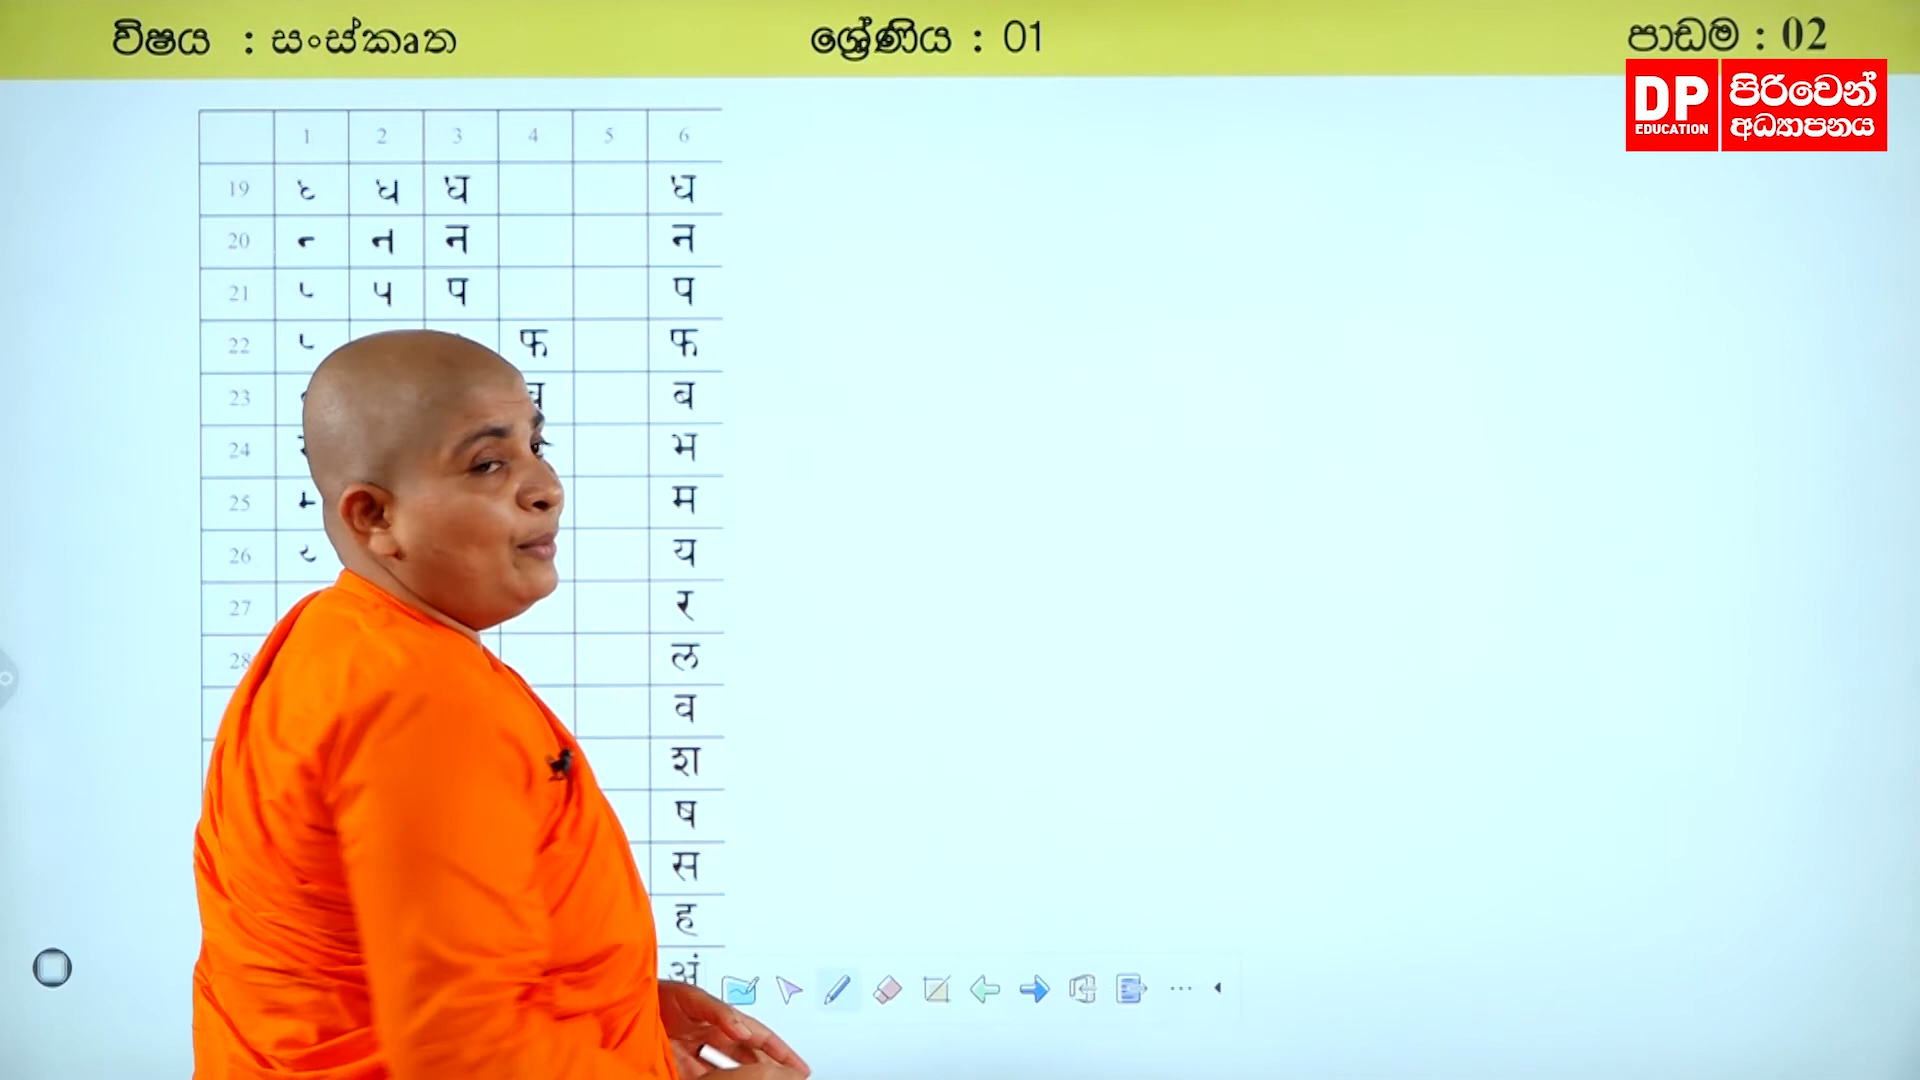 විෂය : සංස්කෘත ශ්‍රේණිය : 01 පාඩම : 02
DP EDUCATION පිරිවෙන් අධ්‍යාපනය
1 2 3 4 5 6
19 ध ध
20 न न
21 प प
22 फ फ
23 ब
24 भ
25 म
26 य
27 र
28 ल
व
श
ष
स
ह
अं